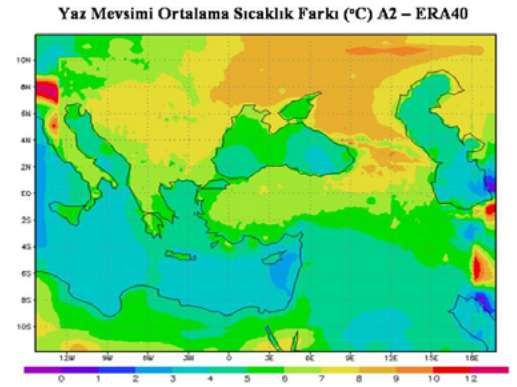 Yaz Mevsimi Ortalama Sıcaklık Farkı (°C) A2 – ERA40
10N
8N
6N
4N
2N
EQ
2S
4S
6S
8S
10S
12W 9W 6W 3W 0 3E 6E 9E 12E 15E 18E
0 1 2 3 4 5 6 7 8 9 10 12